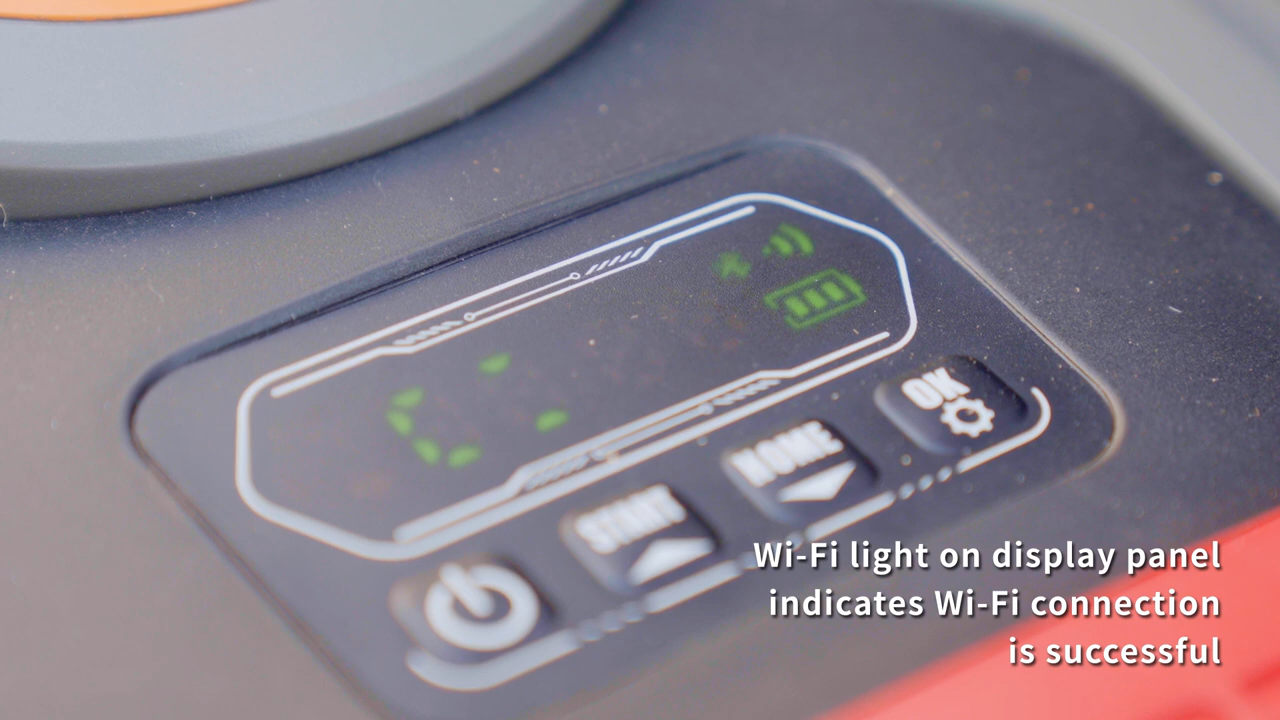 OK
HOME
START
Wi-Fi light on display panel
indicates Wi-Fi connection
is successful